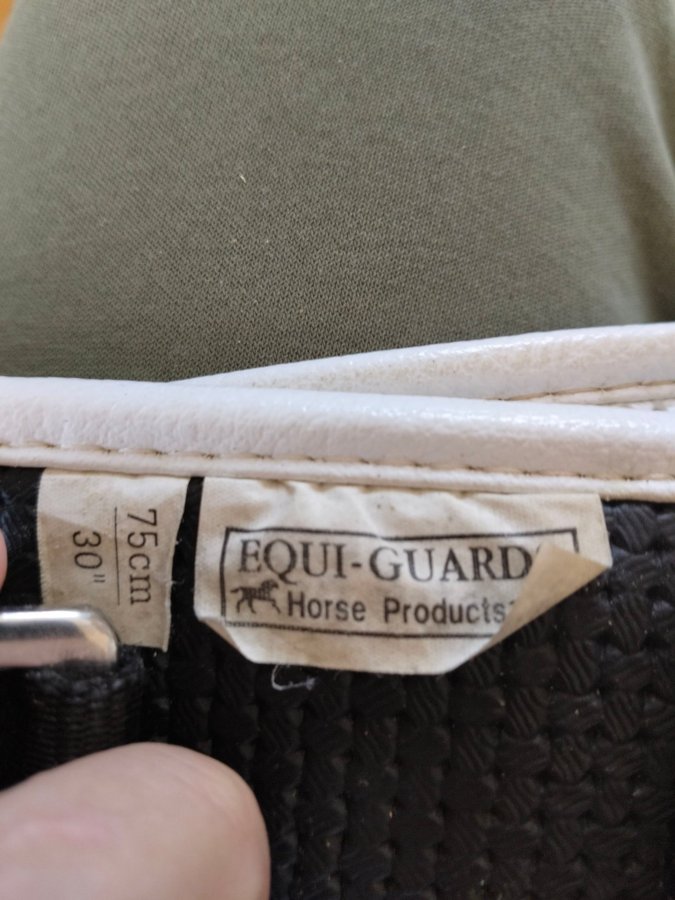 75cm
30"
EQUI-GUARD
Horse Products